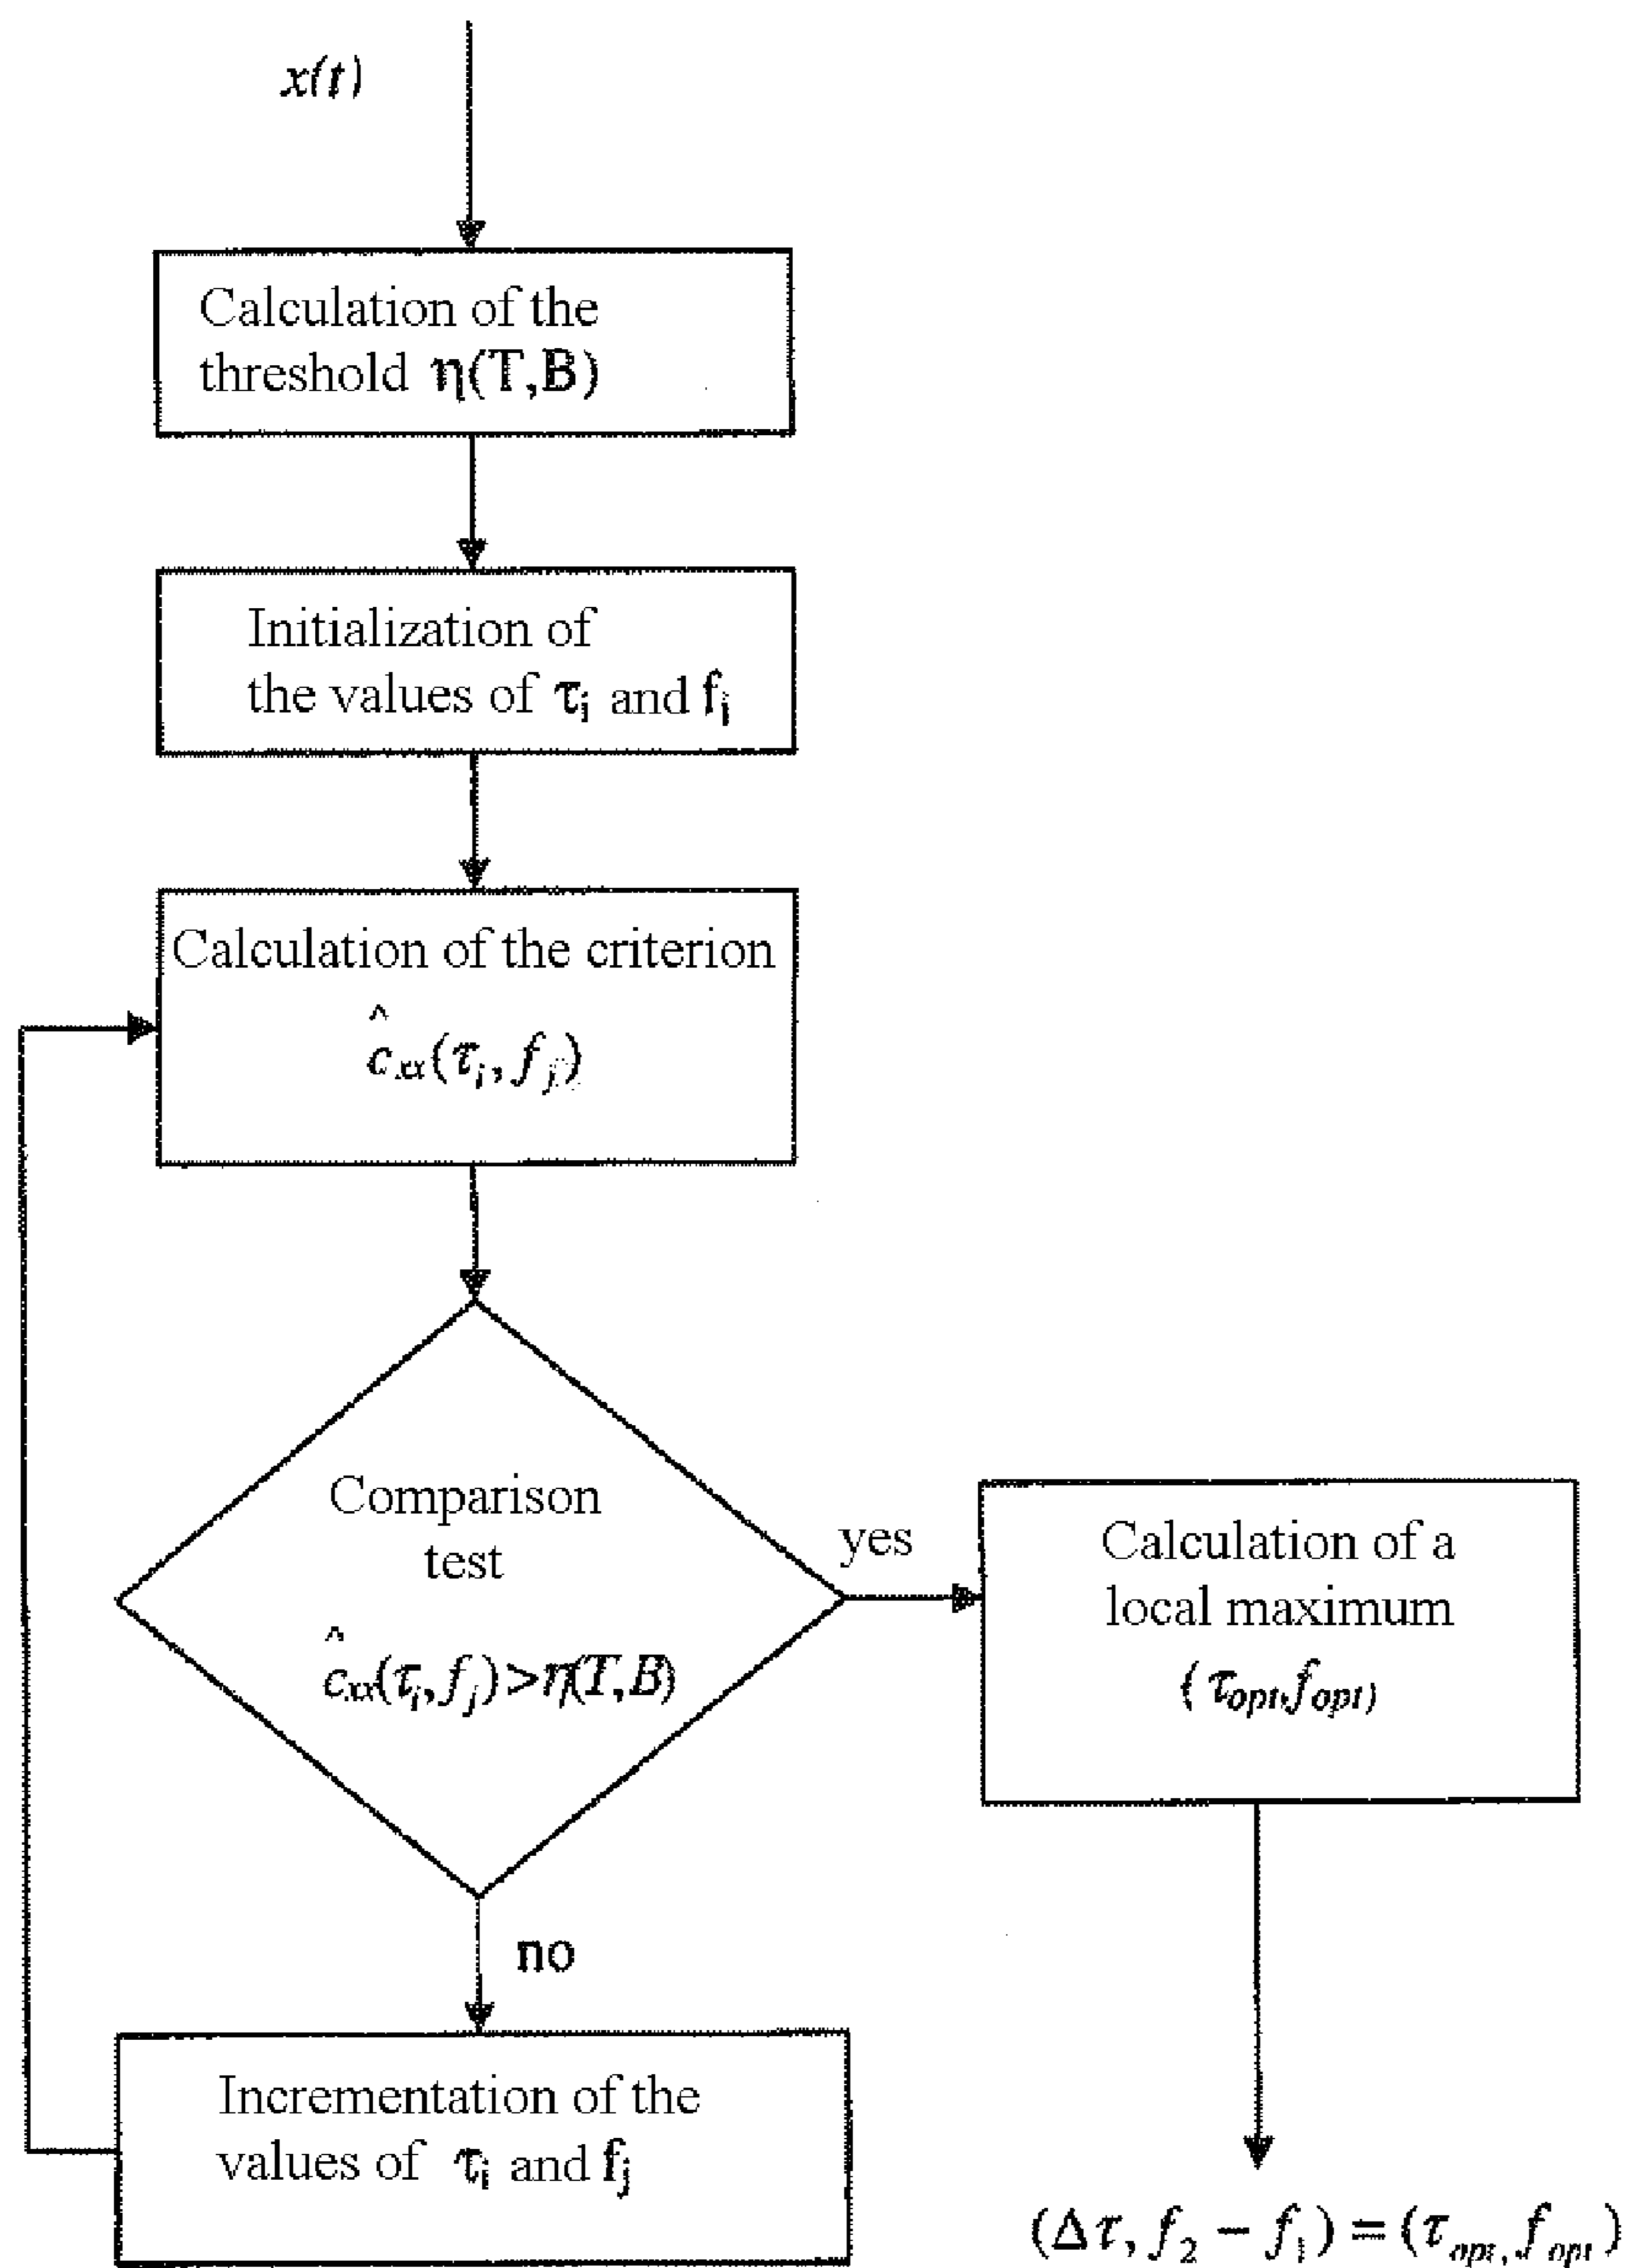 x(t)
Calculation of the
threshold η(T,B)
Initialization of
the values of τi and fj
Calculation of the criterion
ĉxx(τi, fj)
Comparison
test
ĉxx(τi, fj)>η(T,B)
yes
Calculation of a
local maximum
(τopt,fopt)
no
Incrementation of the
values of τi and fj
(Δτ, f2 − f1) = (τopt, fopt)